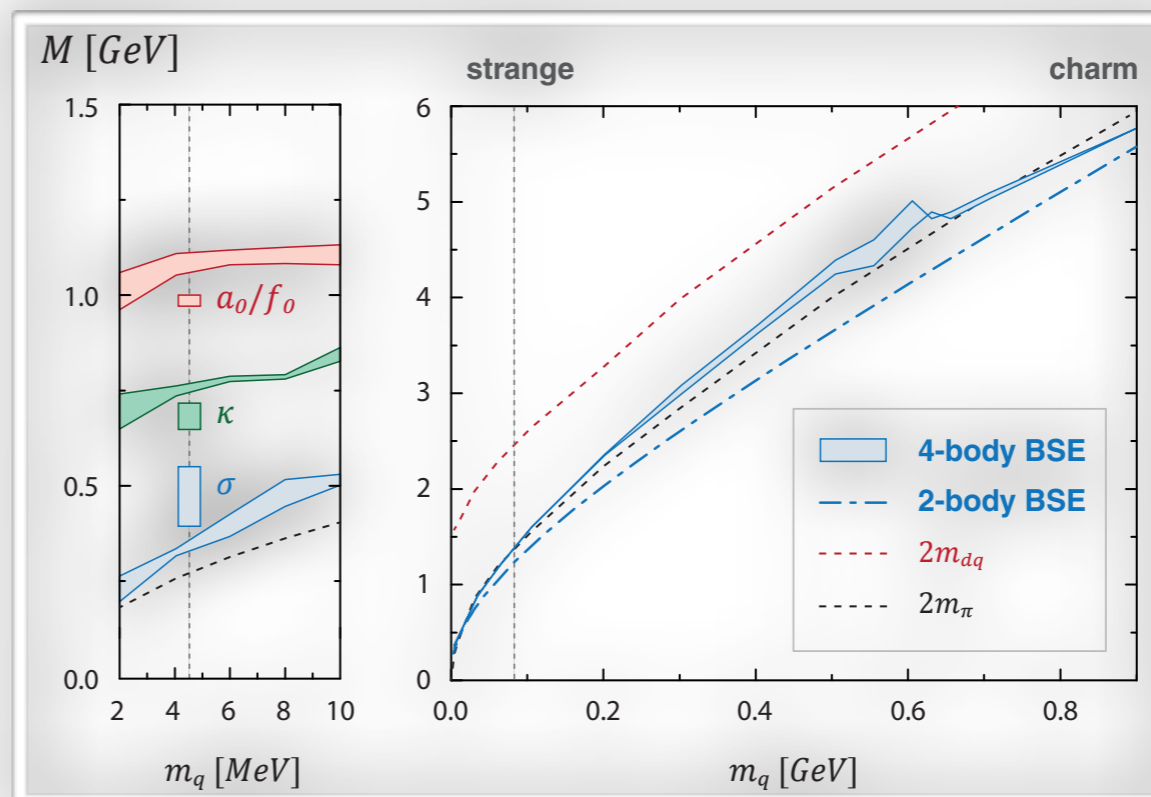 M [GeV]
strange charm
1.5
1.0
0.5
0.0
a₀/f₀
κ
σ
2 4 6 8 10
m_q [MeV]
6
5
4
3
2
1
0
4-body BSE
2-body BSE
2m_dq
2m_π
0.0 0.2 0.4 0.6 0.8
m_q [GeV]